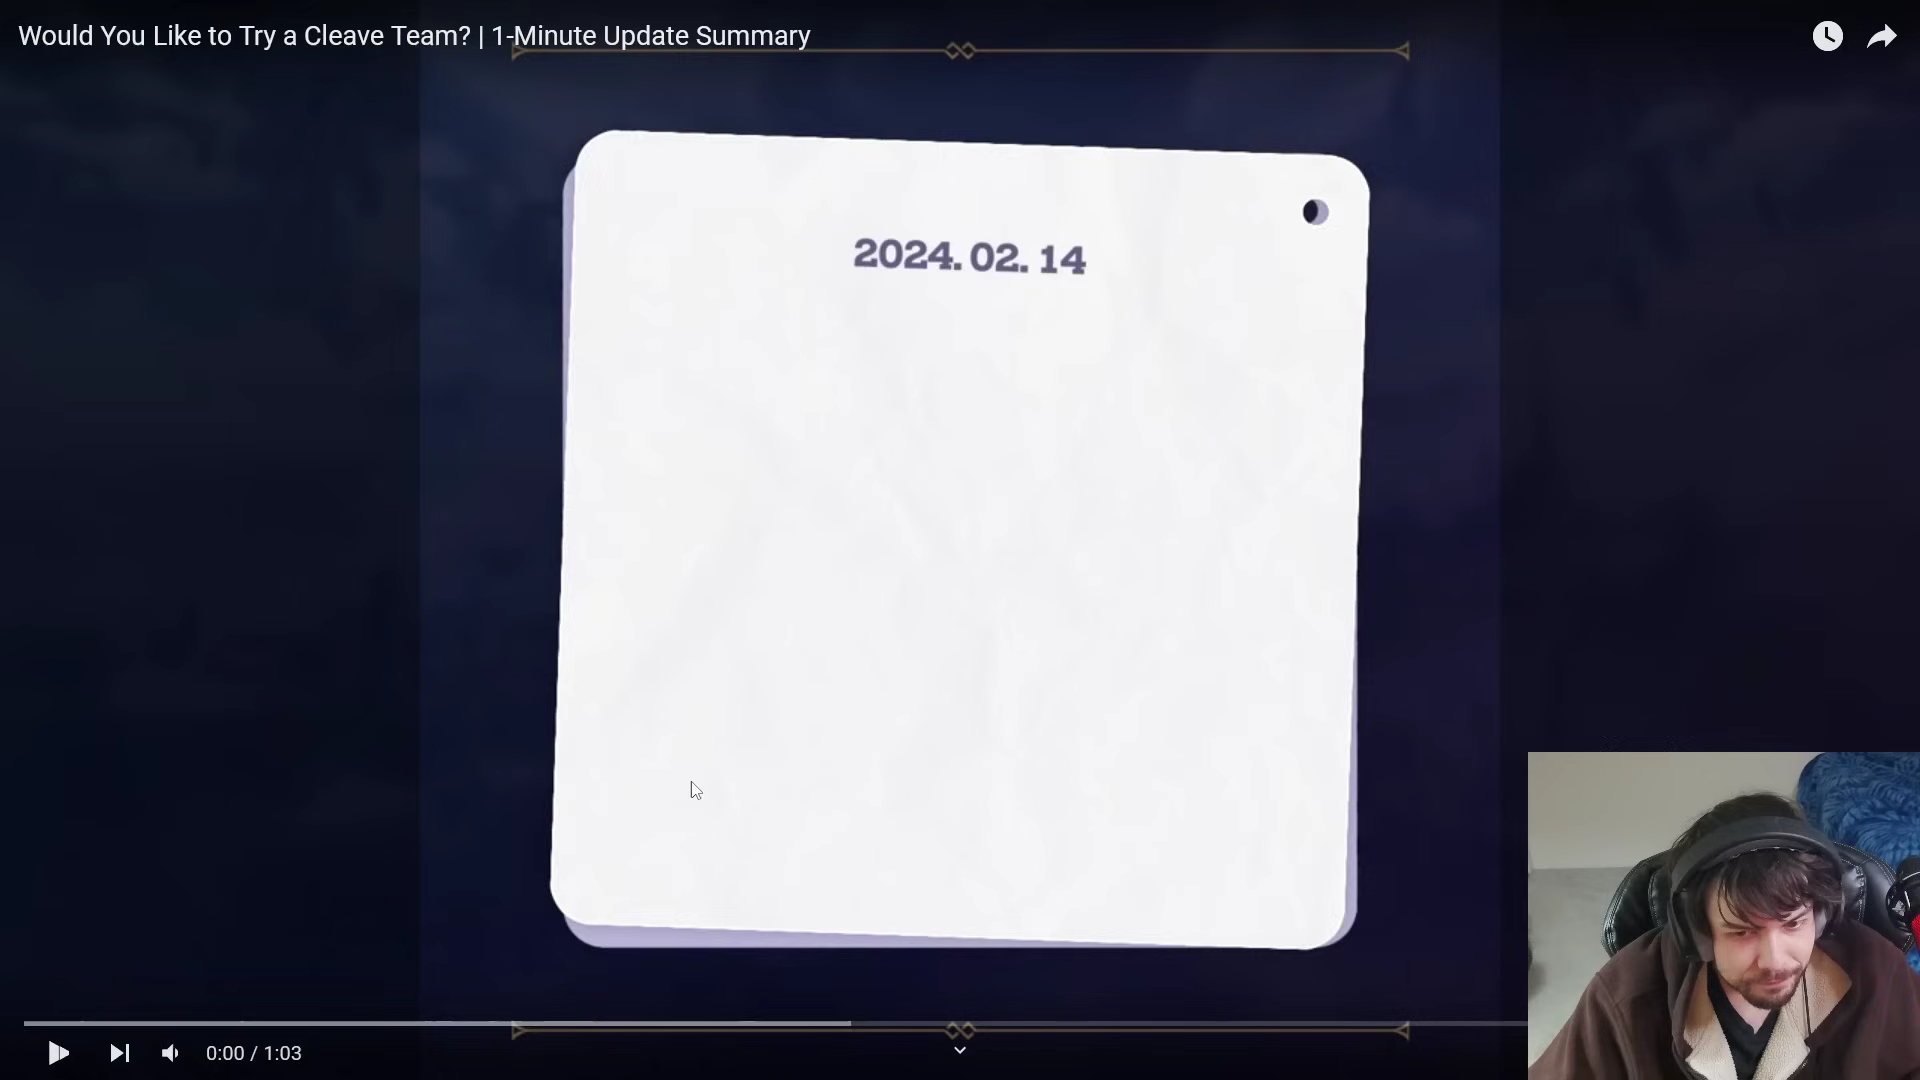 Would You Like to Try a Cleave Team? | 1-Minute Update Summary
2024. 02. 14
0:00 / 1:03